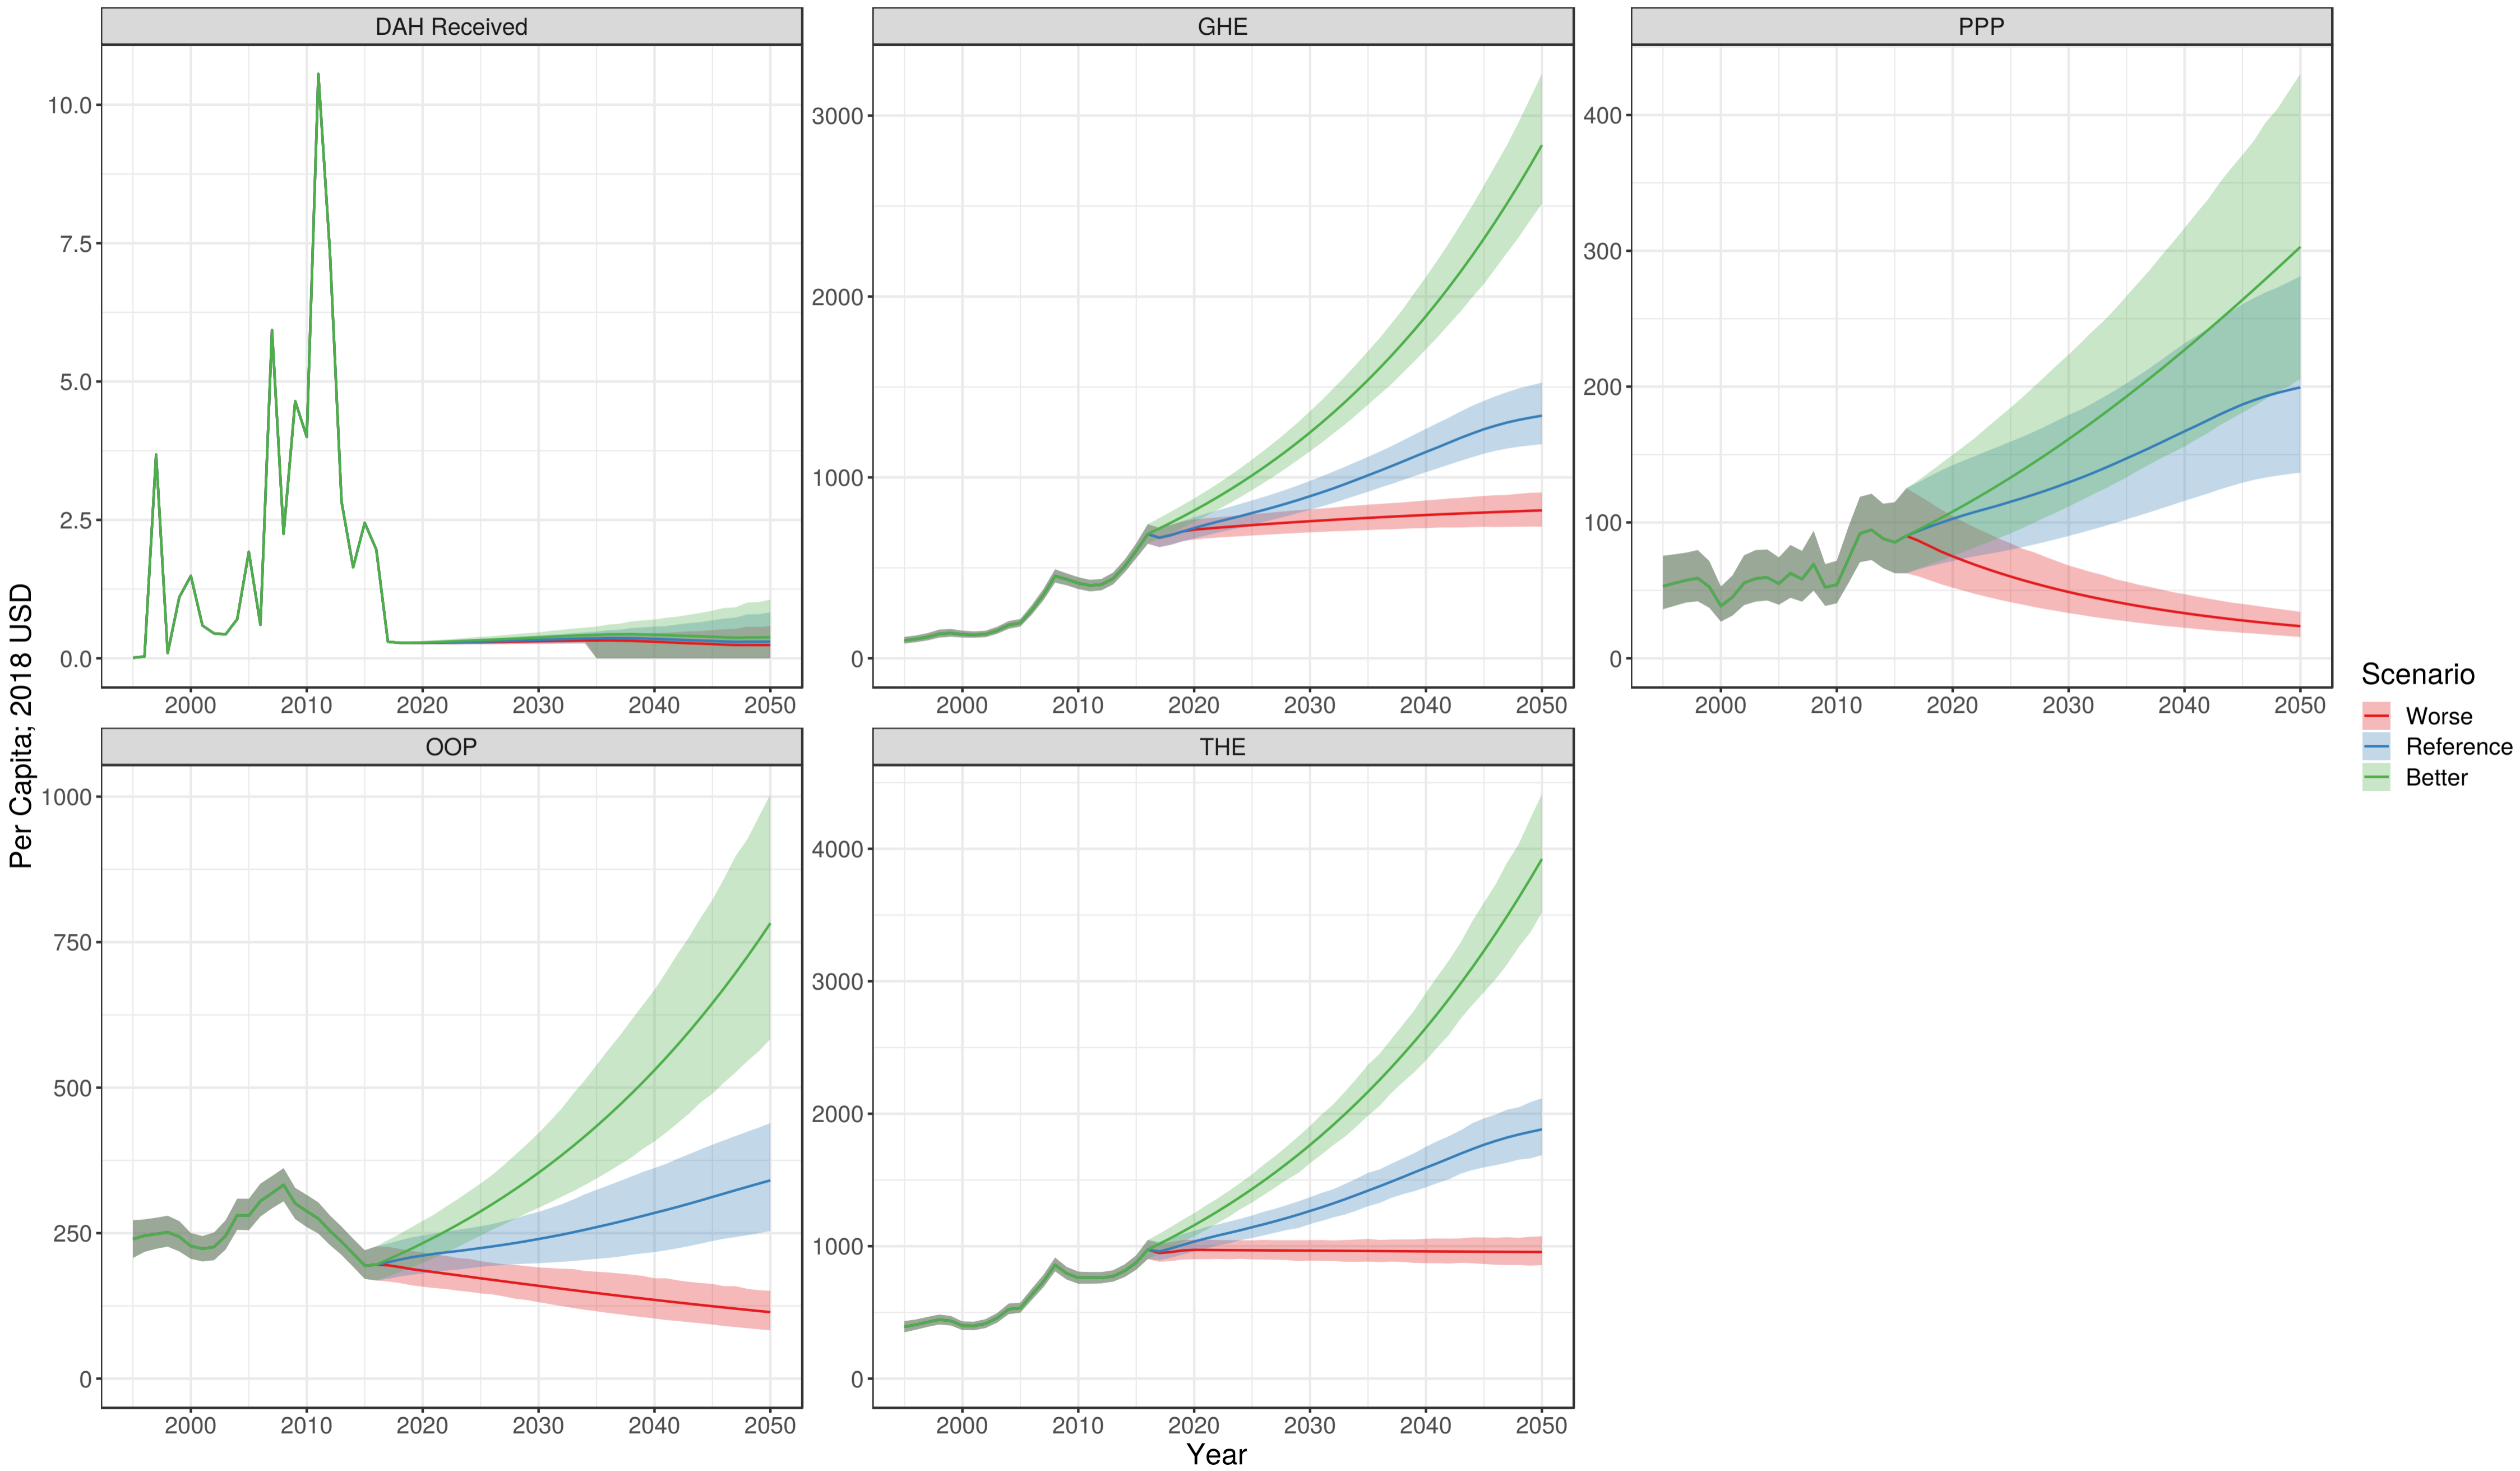 DAH Received
GHE
PPP
10.0
7.5
5.0
2.5
0.0
3000
2000
1000
0
400
300
200
100
0
2000 2010 2020 2030 2040 2050
2000 2010 2020 2030 2040 2050
2000 2010 2020 2030 2040 2050
Per Capita; 2018 USD
OOP
THE
1000
750
500
250
0
4000
3000
2000
1000
0
2000 2010 2020 2030 2040 2050
2000 2010 2020 2030 2040 2050
Year
Scenario
Worse
Reference
Better